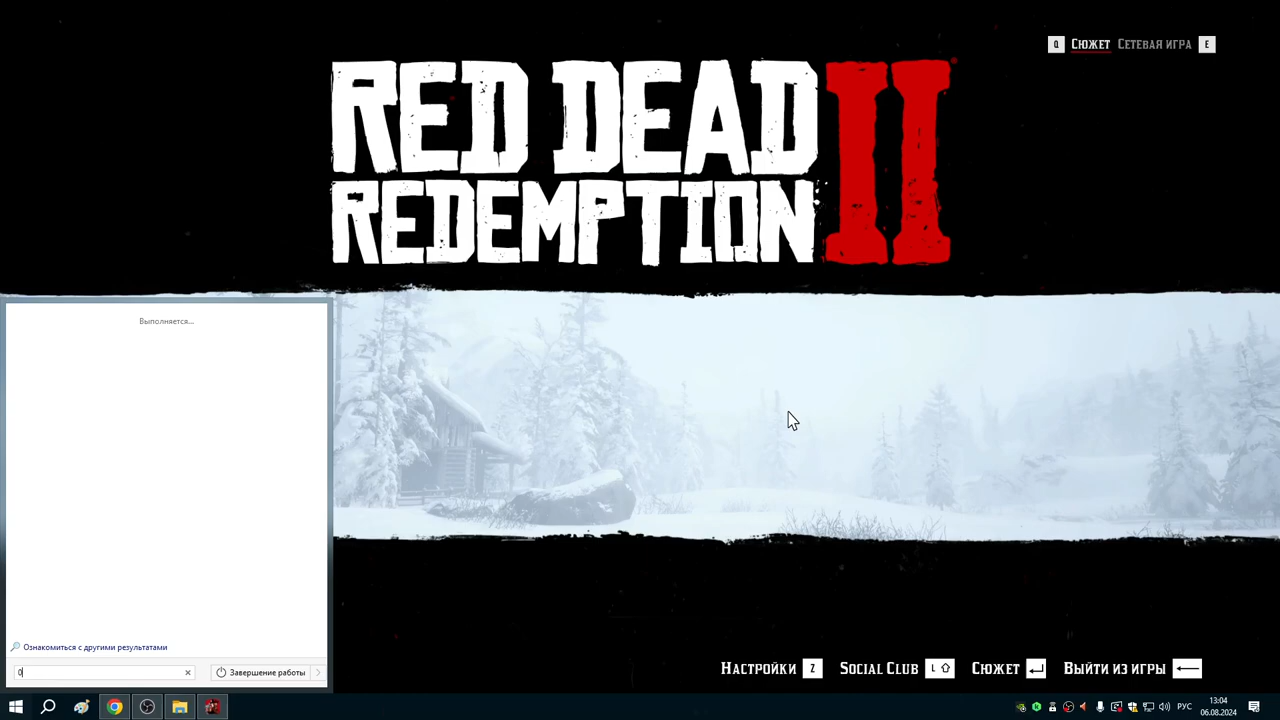 Q Сюжет Сетевая игра E
RED DEAD
REDEMPTION II
Выполняется...
Ознакомиться с другими результатами
0
Завершение работы
Настройки Z Social Club L Сюжет Выйти из игры
РУС
13:04
06.08.2024